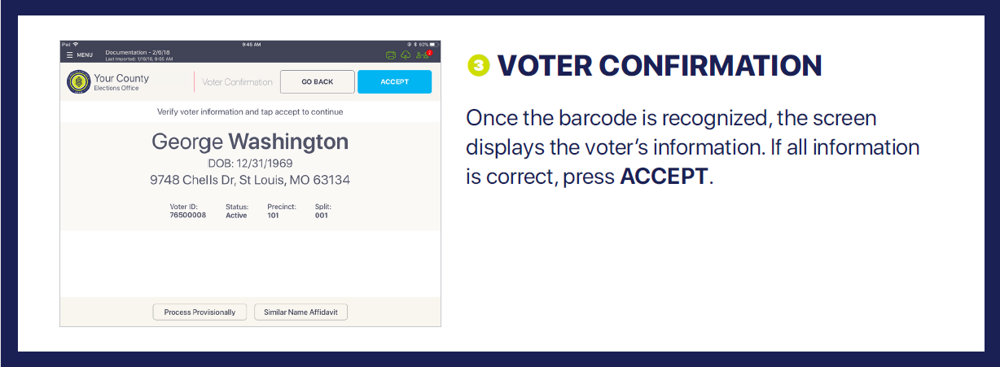 iPad
9:45 AM
60%
MENU
Documentation - 2/6/18
Last Imported: 1/19/18, 9:05 AM
2
Your County
Elections Office
Voter Confirmation
GO BACK
ACCEPT
Verify voter information and tap accept to continue
George Washington
DOB: 12/31/1969
9748 Chells Dr, St Louis, MO 63134
Voter ID: Status: Precinct: Split:
76500008 Active 101 001
Process Provisionally
Similar Name Affidavit
3 VOTER CONFIRMATION
Once the barcode is recognized, the screen
displays the voter’s information. If all information
is correct, press ACCEPT.